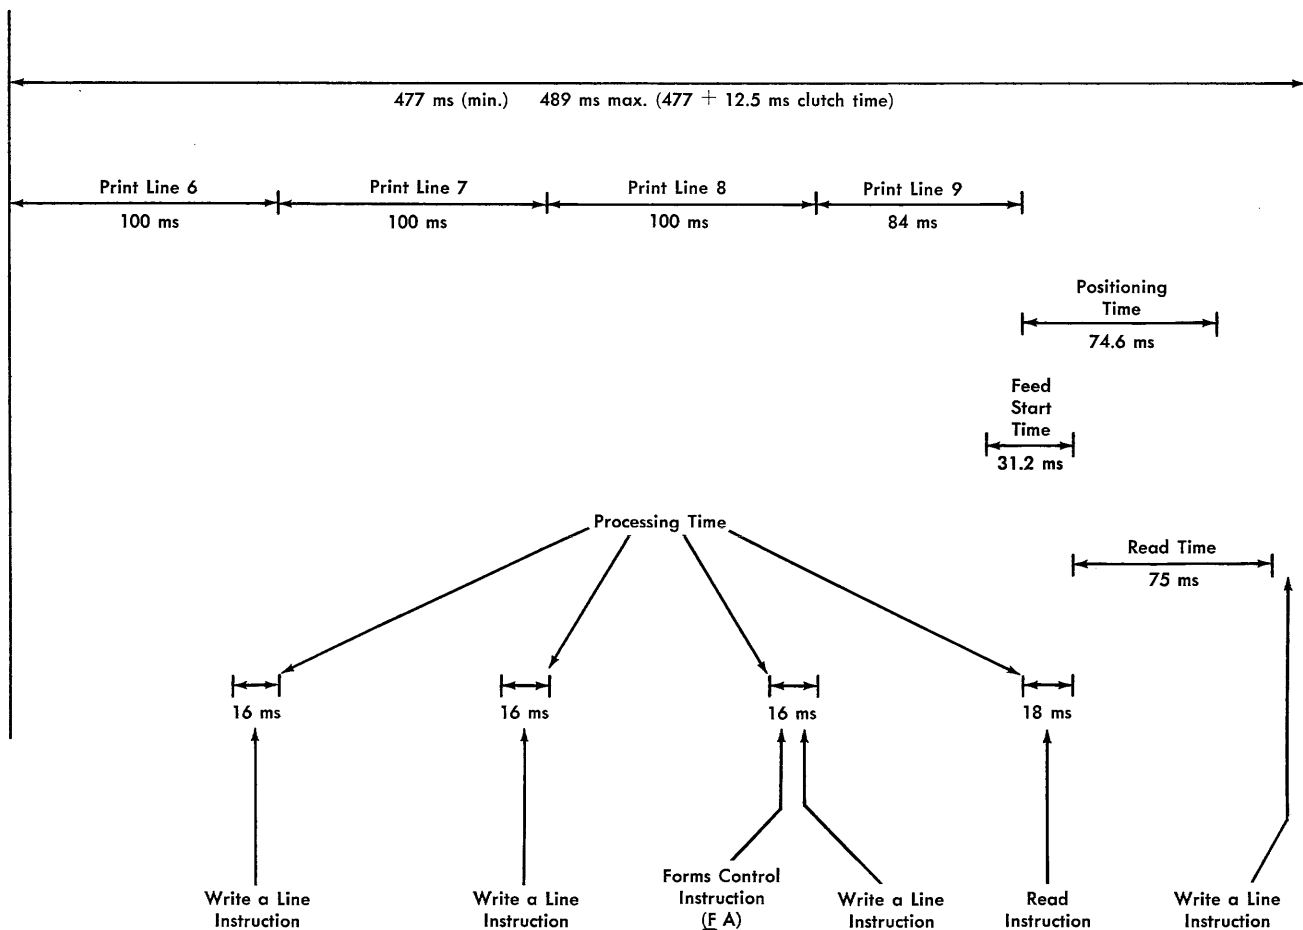 477 ms (min.) 489 ms max. (477 + 12.5 ms clutch time)
Print Line 6
Print Line 7
Print Line 8
Print Line 9
100 ms
100 ms
100 ms
84 ms
Positioning
Time
74.6 ms
Feed
Start
Time
31.2 ms
Processing Time
Read Time
75 ms
16 ms
16 ms
16 ms
18 ms
Write a Line
Instruction
Write a Line
Instruction
Forms Control
Instruction
(F A)
Write a Line
Instruction
Read
Instruction
Write a Line
Instruction